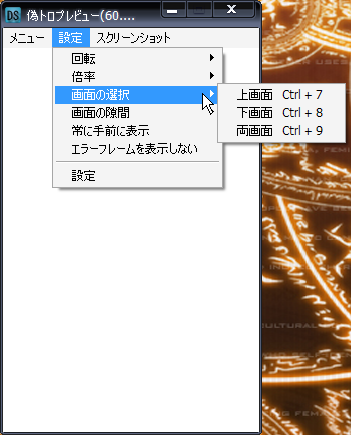 DS 偽トロプレビュー(60....
メニュー 設定 スクリーンショット
回転
倍率
画面の選択
画面の隙間
常に手前に表示
エラーフレームを表示しない
設定
上画面 Ctrl + 7
下画面 Ctrl + 8
両画面 Ctrl + 9